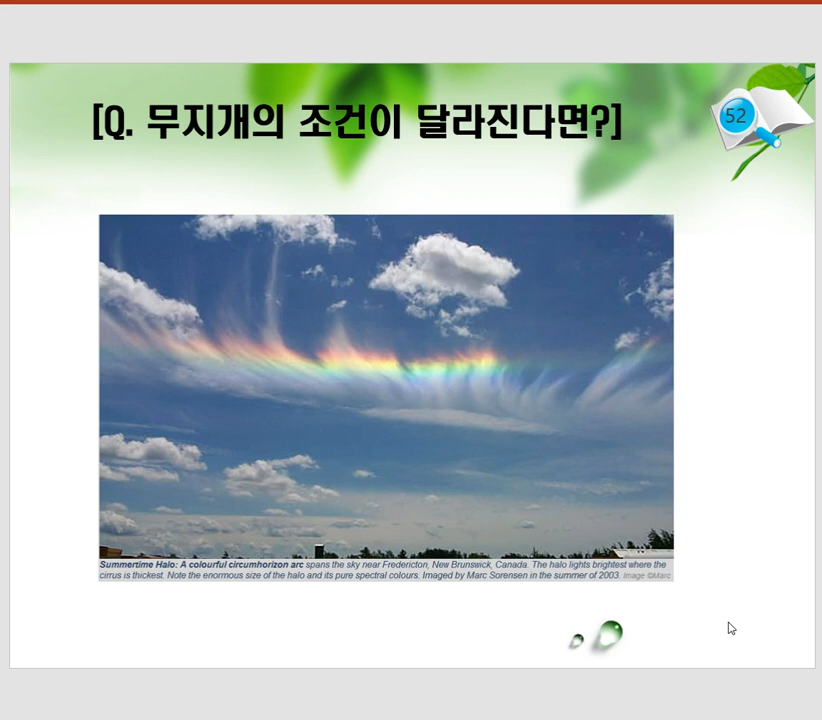 [Q. 무지개의 조건이 달라진다면?]
52
Summertime Halo: A colourful circumhorizon arc spans the sky near Fredericton, New Brunswick, Canada. The halo lights brightest where the
cirrus is thickest. Note the enormous size of the halo and its pure spectral colours. Imaged by Marc Sorensen in the summer of 2003. Image ©Marc